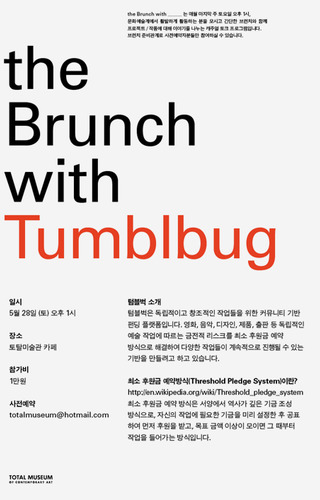 the Brunch with _____ 는 매월 마지막 주 토요일 오후 1시,
문화예술계에서 활발하게 활동하는 분을 모시고 간단한 브런치와 함께
프로젝트 / 작품에 대해 이야기를 나누는 캐주얼 토크 프로그램입니다.
브런치 준비관계로 사전예약자분들만 참여하실 수 있습니다.
the
Brunch
with
Tumblbug
일시
5월 28일 (토) 오후 1시
장소
토탈미술관 카페
참가비
1만원
사전예약
totalmuseum@hotmail.com
텀블벅 소개
텀블벅은 독립적이고 창조적인 작업들을 위한 커뮤니티 기반
펀딩 플랫폼입니다. 영화, 음악, 디자인, 제품, 출판 등 독립적인
예술 작업에 따르는 금전적 리스크를 최소 후원금 예약
방식으로 해결하여 다양한 작업들이 계속적으로 진행될 수 있는
기반을 만들려고 하고 있습니다.
최소 후원금 예약방식(Threshold Pledge System)이란?
http://en.wikipedia.org/wiki/Threshold_pledge_system
최소 후원금 예약 방식은 서양에서 역사가 깊은 기금 조성
방식으로, 자신의 작업에 필요한 기금을 미리 설정한 후 공표
하여 먼저 후원을 받고, 목표 금액 이상이 모이면 그 때부터
작업을 들어가는 방식입니다.
TOTAL MUSEUM
OF CONTEMPORARY ART